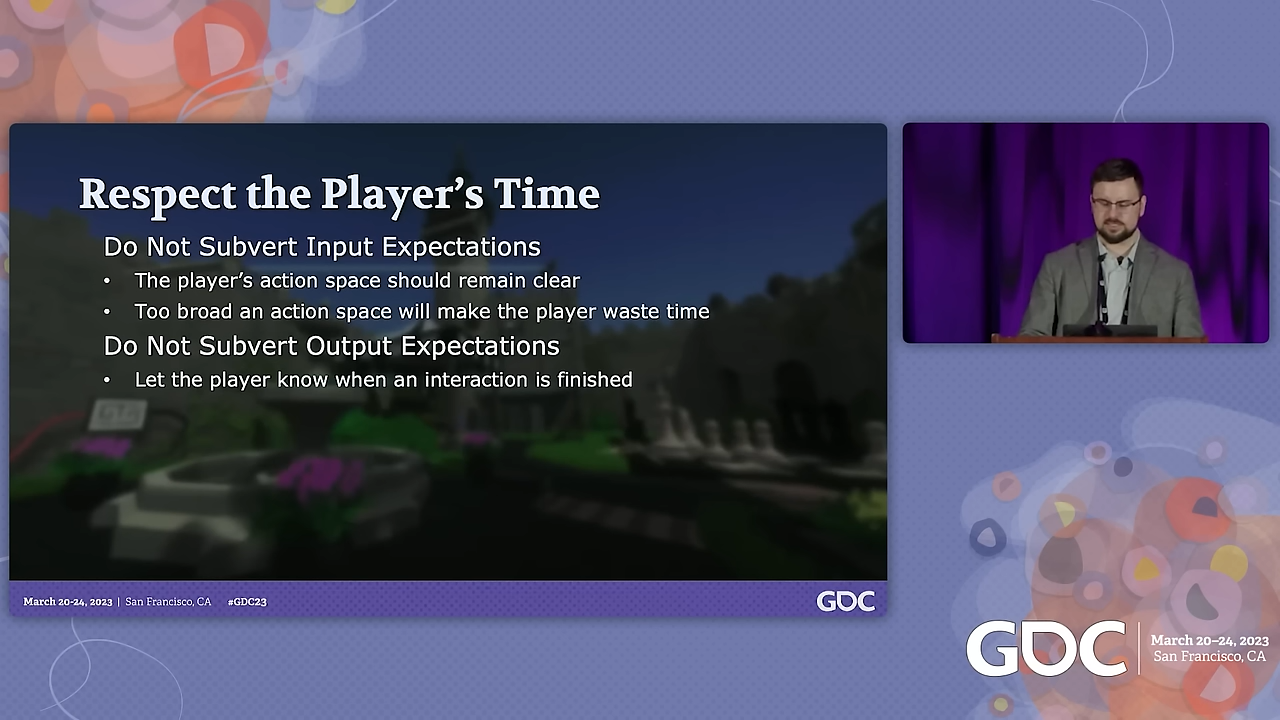 Respect the Player’s Time
Do Not Subvert Input Expectations
• The player’s action space should remain clear
• Too broad an action space will make the player waste time
Do Not Subvert Output Expectations
• Let the player know when an interaction is finished
March 20-24, 2023 | San Francisco, CA #GDC23
GDC
GDC
March 20–24, 2023
San Francisco, CA